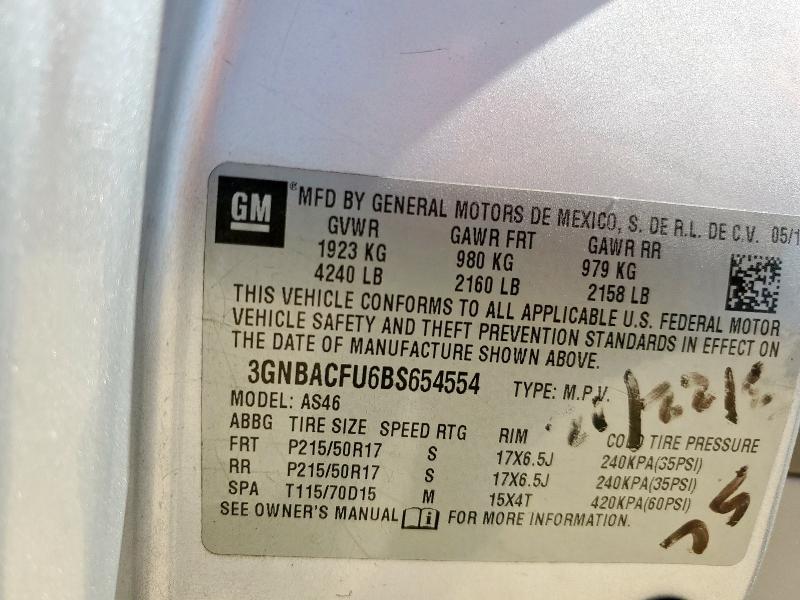 GM ® MFD BY GENERAL MOTORS DE MEXICO, S. DE R.L. DE C.V. 05/1
GVWR GAWR FRT GAWR RR
1923 KG 980 KG 979 KG
4240 LB 2160 LB 2158 LB
THIS VEHICLE CONFORMS TO ALL APPLICABLE U.S. FEDERAL MOTOR
VEHICLE SAFETY AND THEFT PREVENTION STANDARDS IN EFFECT ON
THE DATE OF MANUFACTURE SHOWN ABOVE.
3GNBACFU6BS654554 TYPE: M.P.V.
MODEL: AS46
ABBG TIRE SIZE SPEED RTG RIM COLD TIRE PRESSURE
FRT P215/50R17 S 17X6.5J 240KPA(35PSI)
RR P215/50R17 S 17X6.5J 240KPA(35PSI)
SPA T115/70D15 M 15X4T 420KPA(60PSI)
SEE OWNER'S MANUAL i FOR MORE INFORMATION.